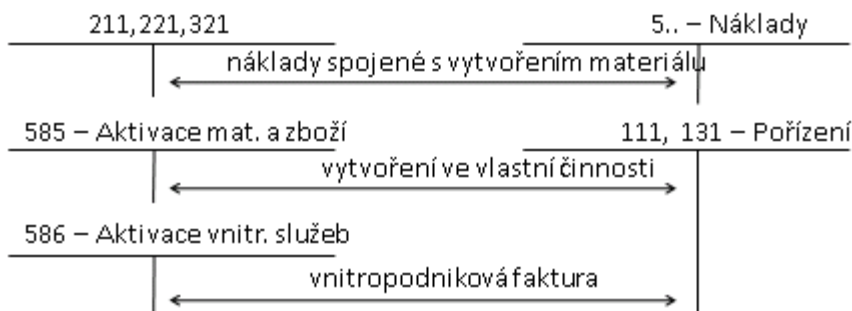 211,221,321
5.. – Náklady
náklady spojené s vytvořením materiálu
585 – Aktivace mat. a zboží
111, 131 – Pořízení
vytvoření ve vlastní činnosti
586 – Aktivace vnitr. služeb
vnitropodniková faktura